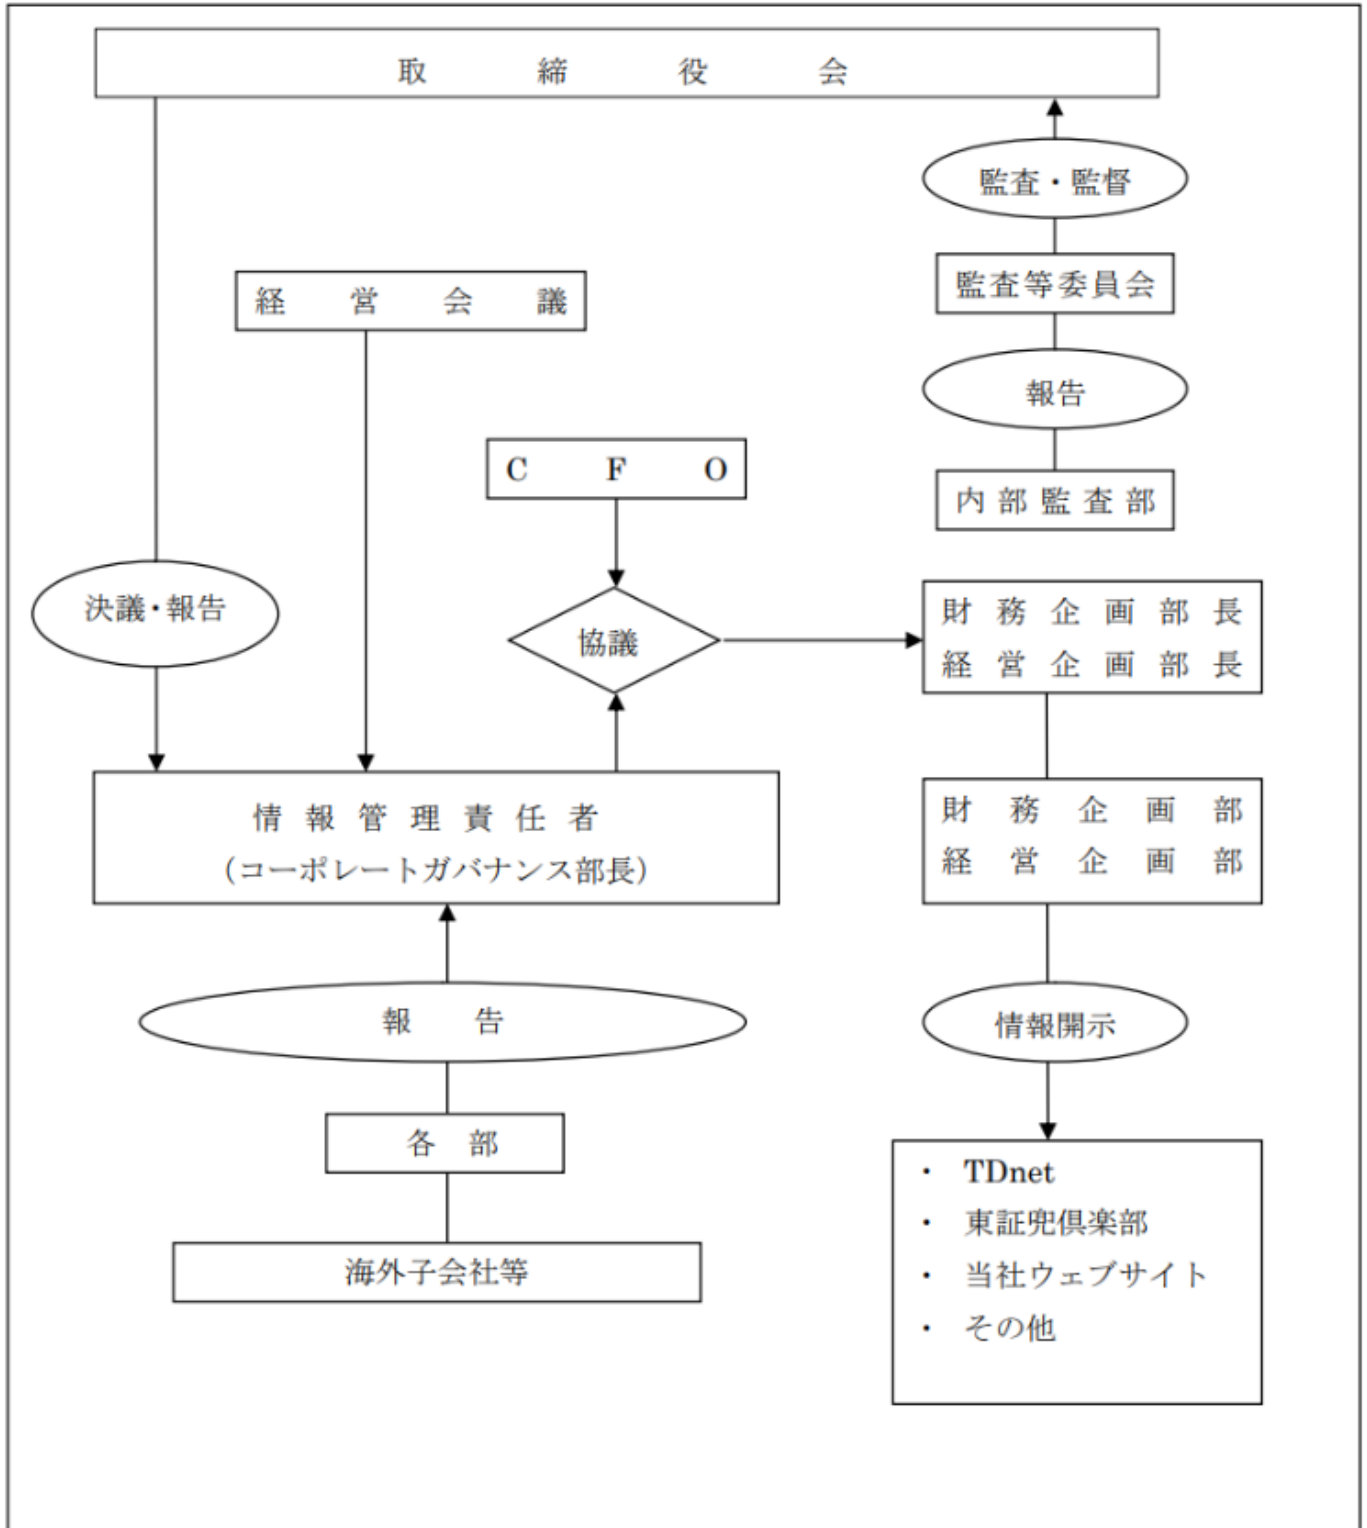 取締役会
監査・監督
監査等委員会
経営会議
報告
CFO
内部監査部
決議・報告
協議
財務企画部長
経営企画部長
情報管理責任者
（コーポレートガバナンス部長）
財務企画部
経営企画部
報告
情報開示
各部
海外子会社等
・ TDnet
・ 東証兜倶楽部
・ 当社ウェブサイト
・ その他